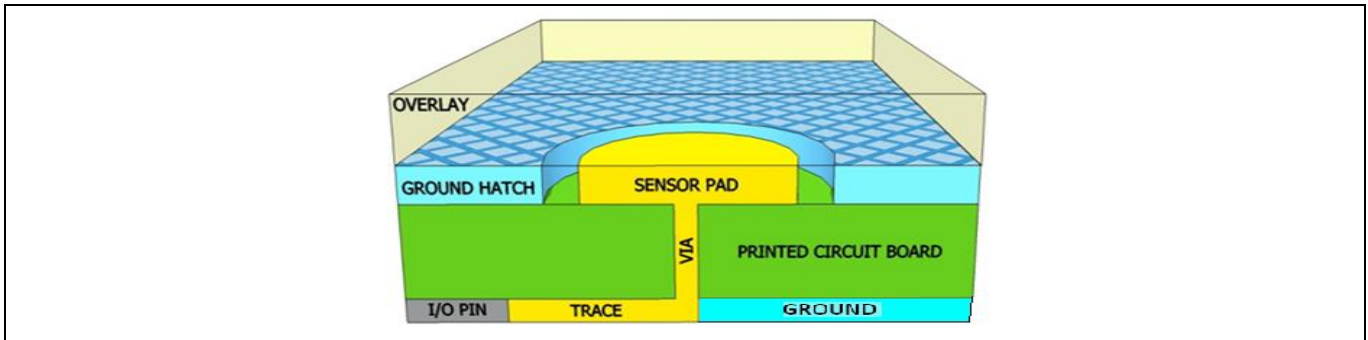 OVERLAY
GROUND HATCH
SENSOR PAD
VIA
PRINTED CIRCUIT BOARD
I/O PIN
TRACE
GROUND